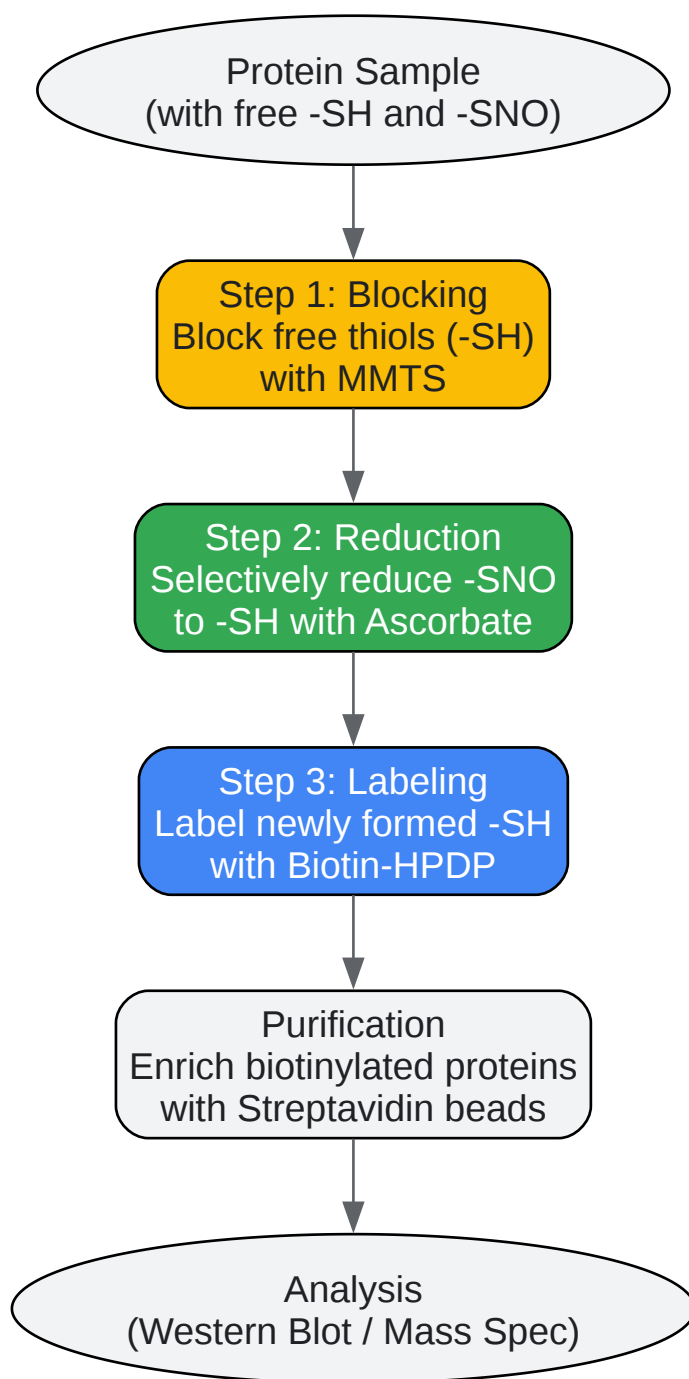 Protein Sample
(with free -SH and -SNO)
Step 1: Blocking
Block free thiols (-SH)
with MMTS
Step 2: Reduction
Selectively reduce -SNO
to -SH with Ascorbate
Step 3: Labeling
Label newly formed -SH
with Biotin-HPDP
Purification
Enrich biotinylated proteins
with Streptavidin beads
Analysis
(Western Blot / Mass Spec)